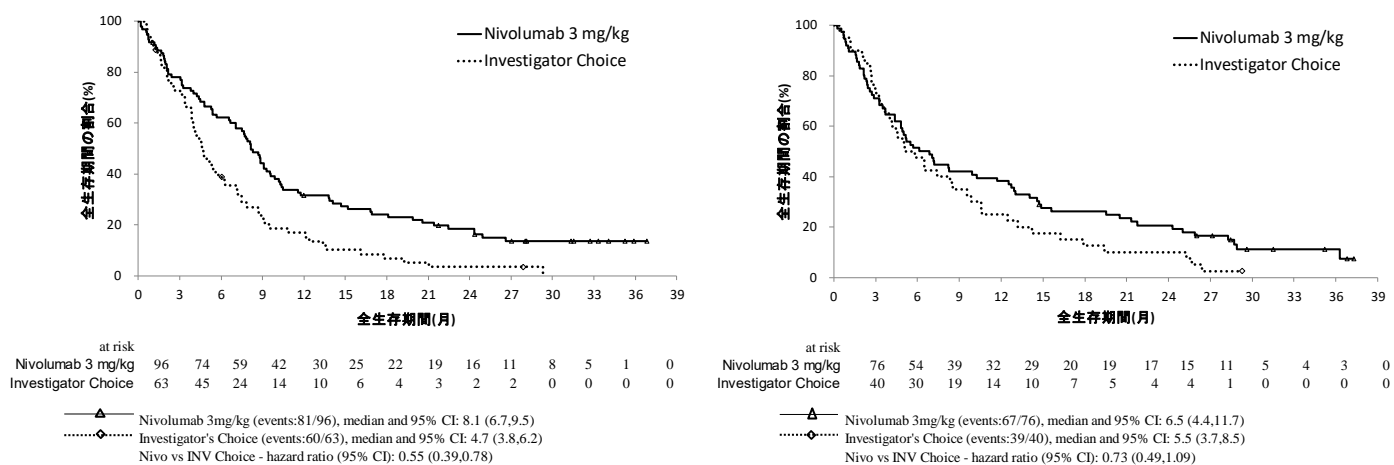 100
80
60
40
20
0
全生存期間の割合(%)
Nivolumab 3 mg/kg
Investigator Choice
0 3 6 9 12 15 18 21 24 27 30 33 36 39
全生存期間(月)
at risk
Nivolumab 3 mg/kg 96 74 59 42 30 25 22 19 16 11 8 5 1 0
Investigator Choice 63 45 24 14 10 6 4 3 2 2 0 0 0 0
Nivolumab 3mg/kg (events:81/96), median and 95% CI: 8.1 (6.7,9.5)
Investigator's Choice (events:60/63), median and 95% CI: 4.7 (3.8,6.2)
Nivo vs INV Choice - hazard ratio (95% CI): 0.55 (0.39,0.78)
100
80
60
40
20
0
全生存期間の割合(%)
Nivolumab 3 mg/kg
Investigator Choice
0 3 6 9 12 15 18 21 24 27 30 33 36 39
全生存期間(月)
at risk
Nivolumab 3 mg/kg 76 54 39 32 29 20 19 17 15 11 5 4 3 0
Investigator Choice 40 30 19 14 10 7 5 4 4 1 0 0 0 0
Nivolumab 3mg/kg (events:67/76), median and 95% CI: 6.5 (4.4,11.7)
Investigator's Choice (events:39/40), median and 95% CI: 5.5 (3.7,8.5)
Nivo vs INV Choice - hazard ratio (95% CI): 0.73 (0.49,1.09)